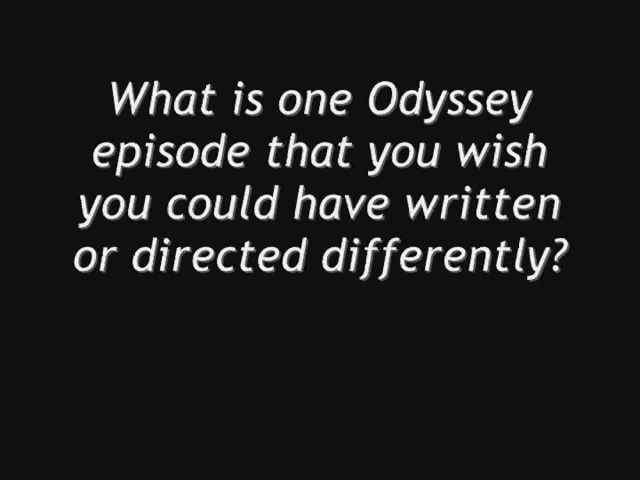 What is one Odyssey
episode that you wish
you could have written
or directed differently?